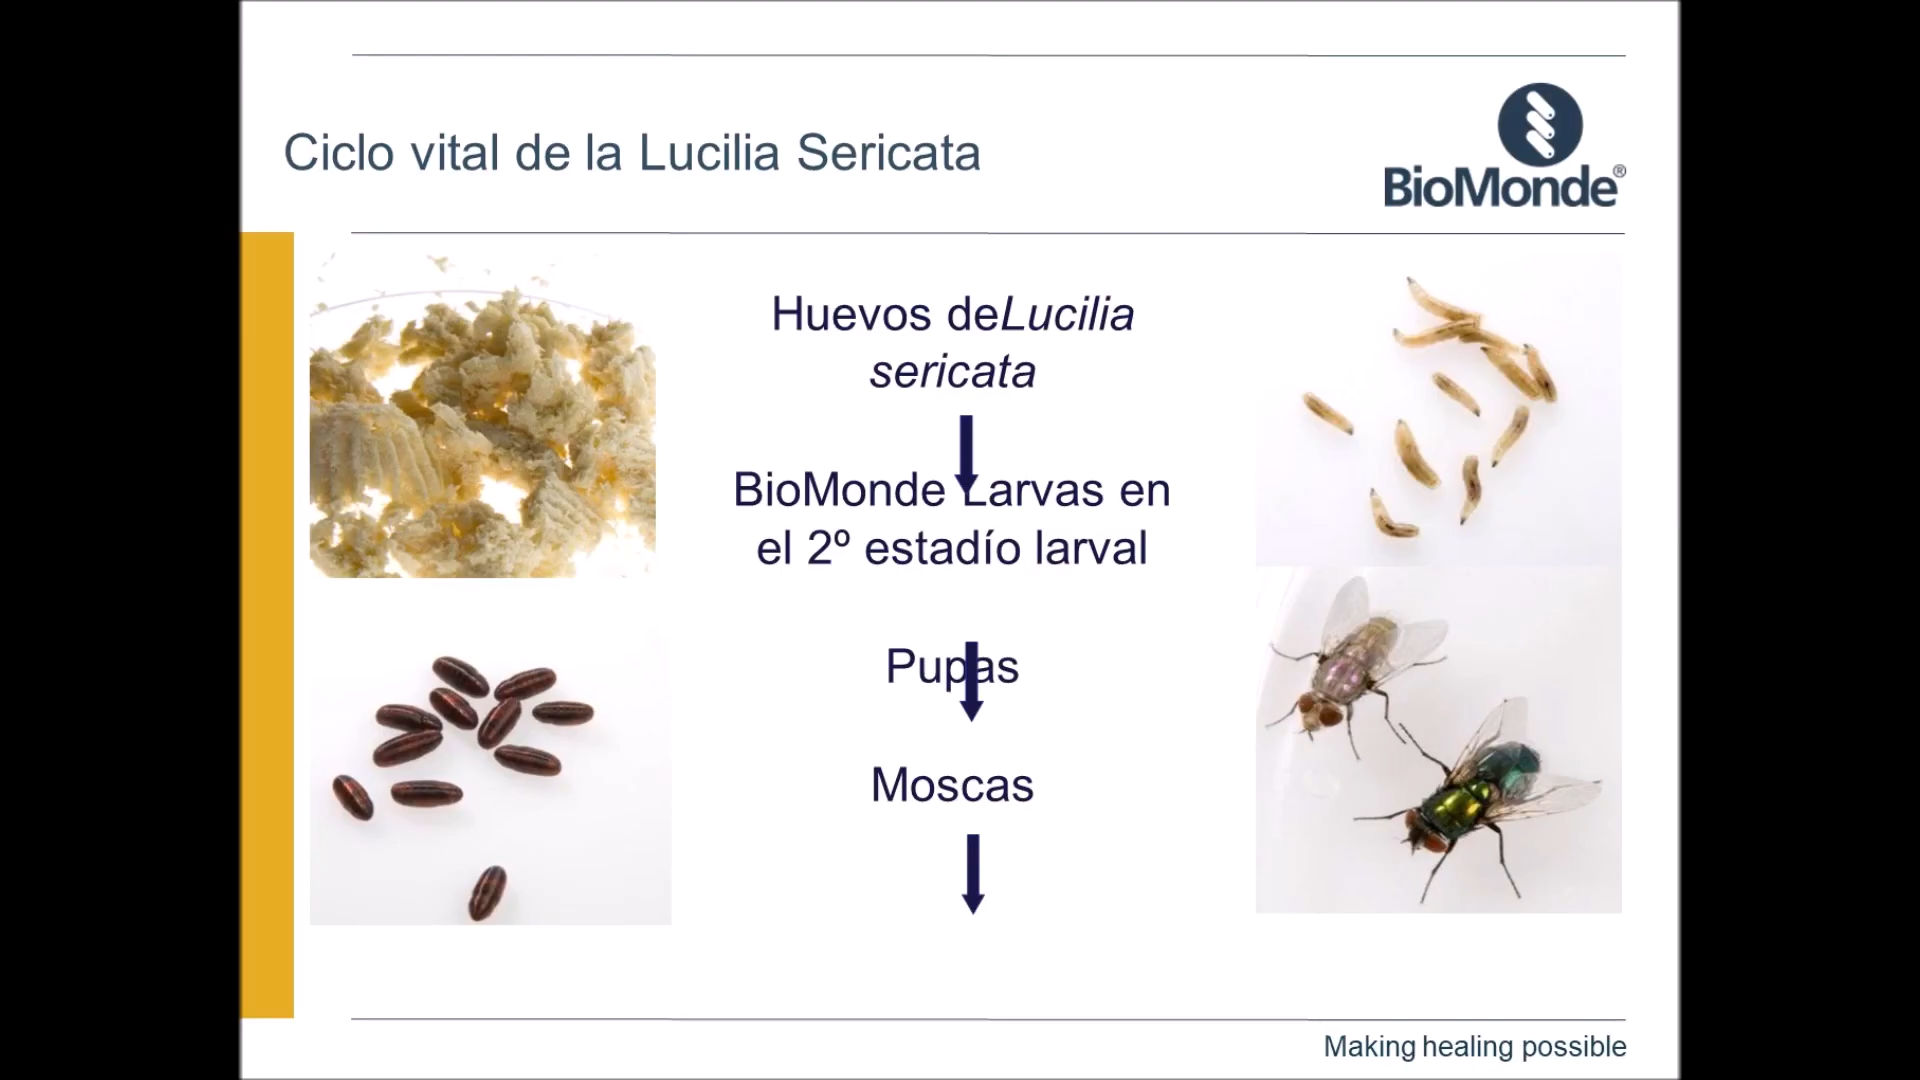 Ciclo vital de la Lucilia Sericata
BioMonde®
Huevos deLucilia
sericata
BioMonde Larvas en
el 2º estadío larval
Pupas
Moscas
Making healing possible